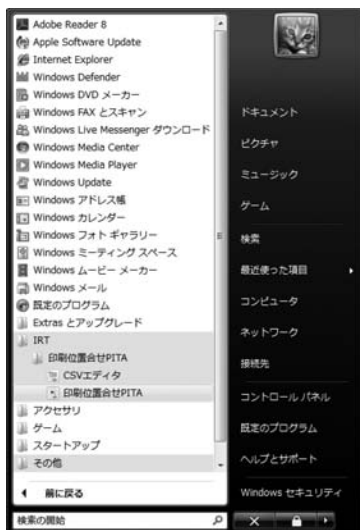 Adobe Reader 8
Apple Software Update
Internet Explorer
Windows Defender
Windows DVD メーカー
Windows FAX とスキャン
Windows Live Messenger ダウンロード
Windows Media Center
Windows Media Player
Windows Update
Windows アドレス帳
Windows カレンダー
Windows フォト ギャラリー
Windows ミーティング スペース
Windows ムービー メーカー
Windows メール
既定のプログラム
Extras とアップグレード
IRT
印刷位置合せPITA
CSVエディタ
印刷位置合せPITA
アクセサリ
ゲーム
スタートアップ
その他
前に戻る
検索の開始
ドキュメント
ピクチャ
ミュージック
ゲーム
検索
最近使った項目
コンピュータ
ネットワーク
接続先
コントロール パネル
既定のプログラム
ヘルプとサポート
Windows セキュリティ